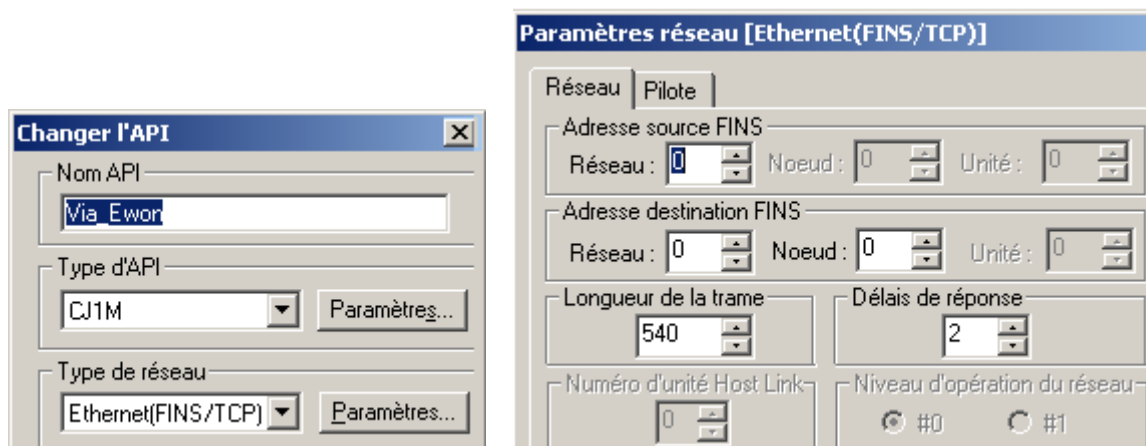 Changer l'API
Nom API
Via_Ewon
Type d'API
CJ1M
Paramètres...
Type de réseau
Ethernet(FINS/TCP)
Paramètres...
Paramètres réseau [Ethernet(FINS/TCP)]
Réseau Pilote
Adresse source FINS
Réseau : 0 Noeud : 0 Unité : 0
Adresse destination FINS
Réseau : 0 Noeud : 0 Unité : 0
Longueur de la trame
540
Délais de réponse
2
Numéro d'unité Host Link
0
Niveau d'opération du réseau
#0 #1